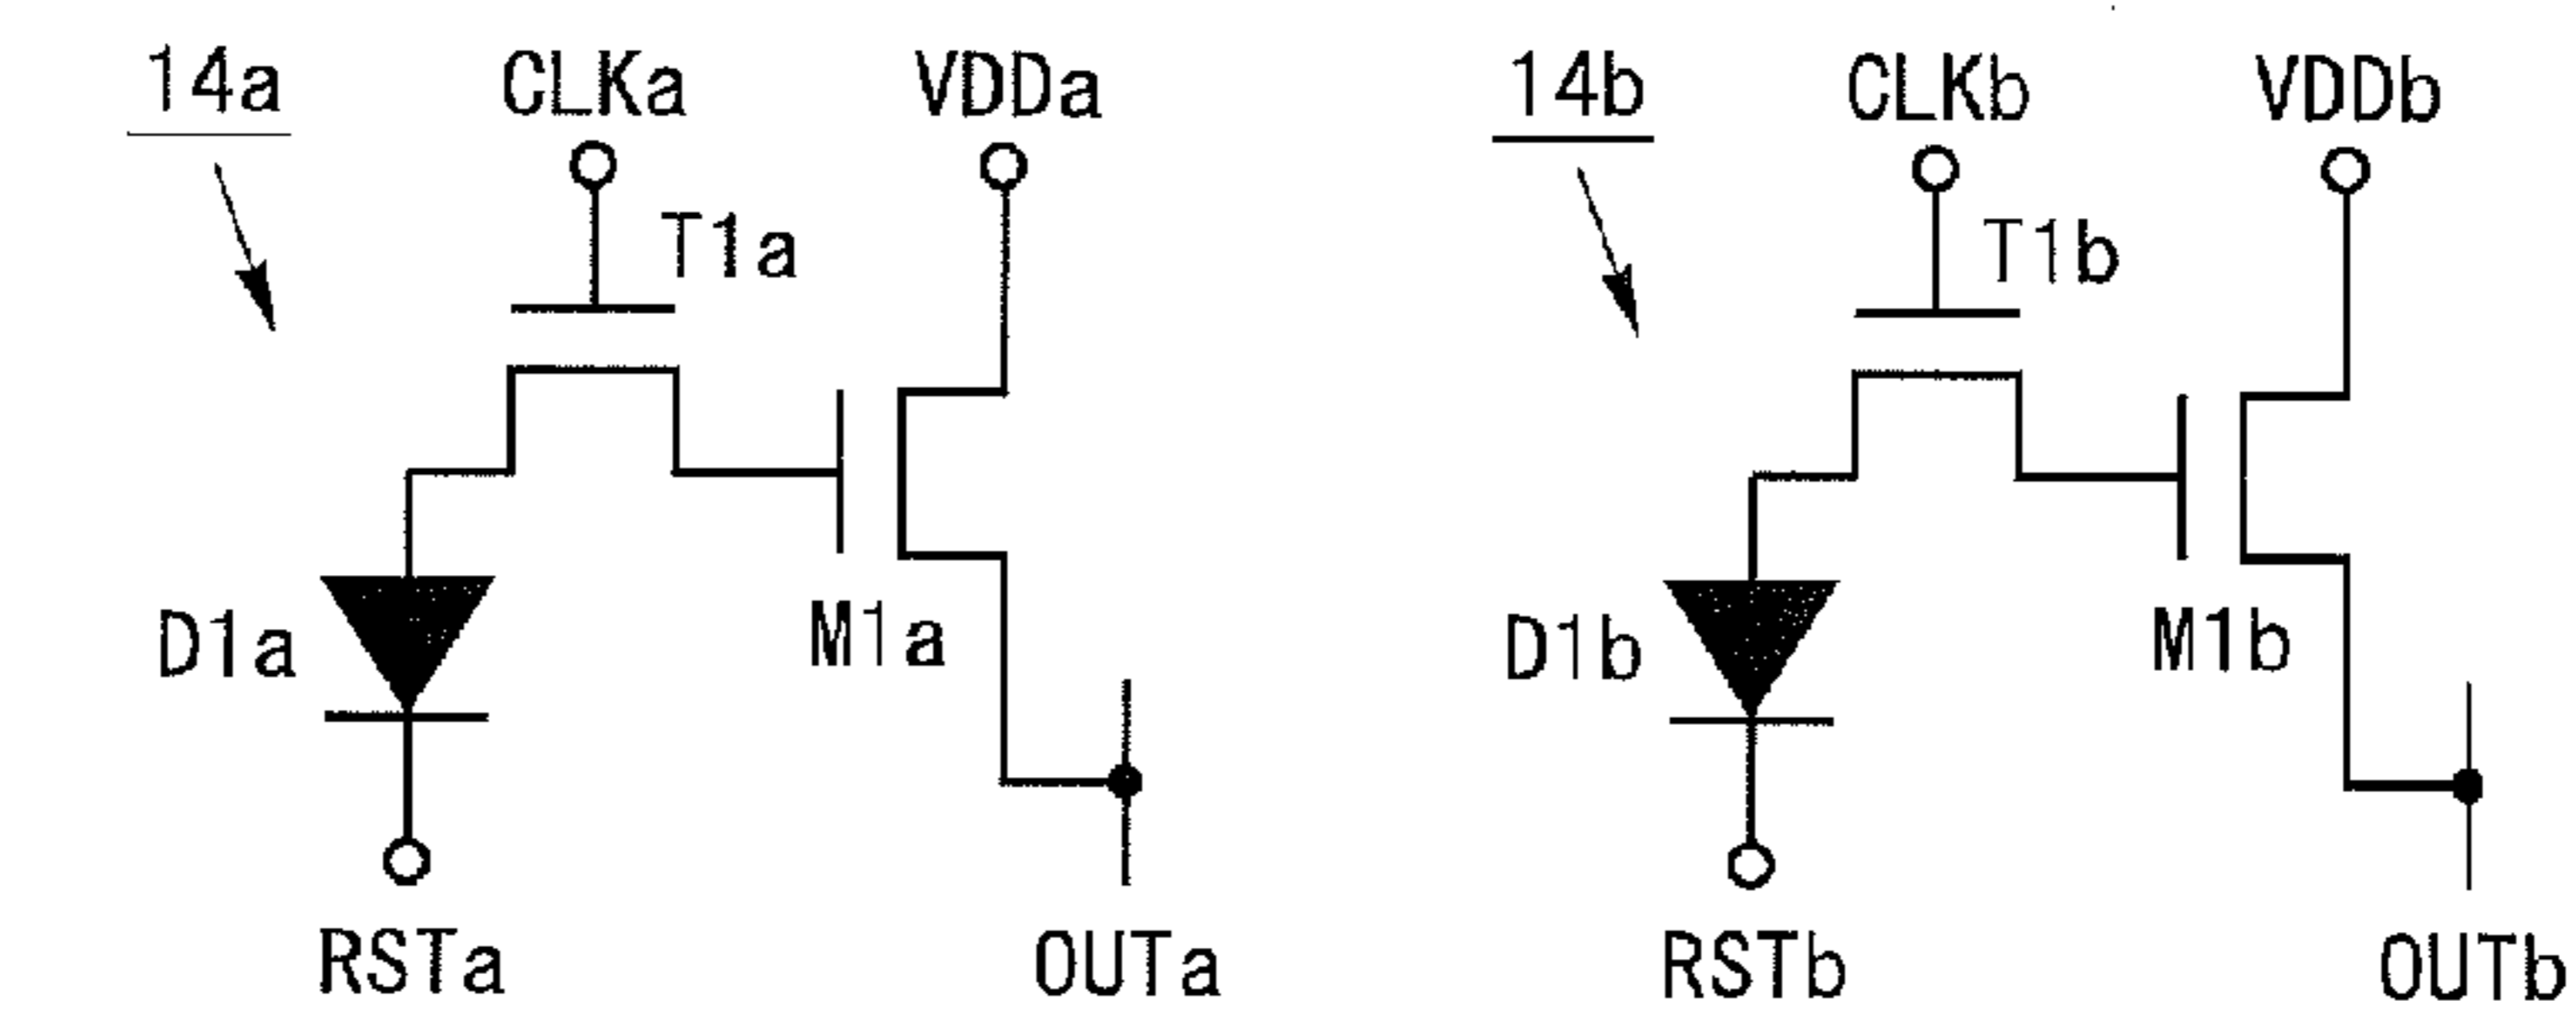 14a CLKa VDDa 14b CLKb VDDb
T1a T1b
D1a M1a D1b M1b
RSTa OUTa RSTb OUTb